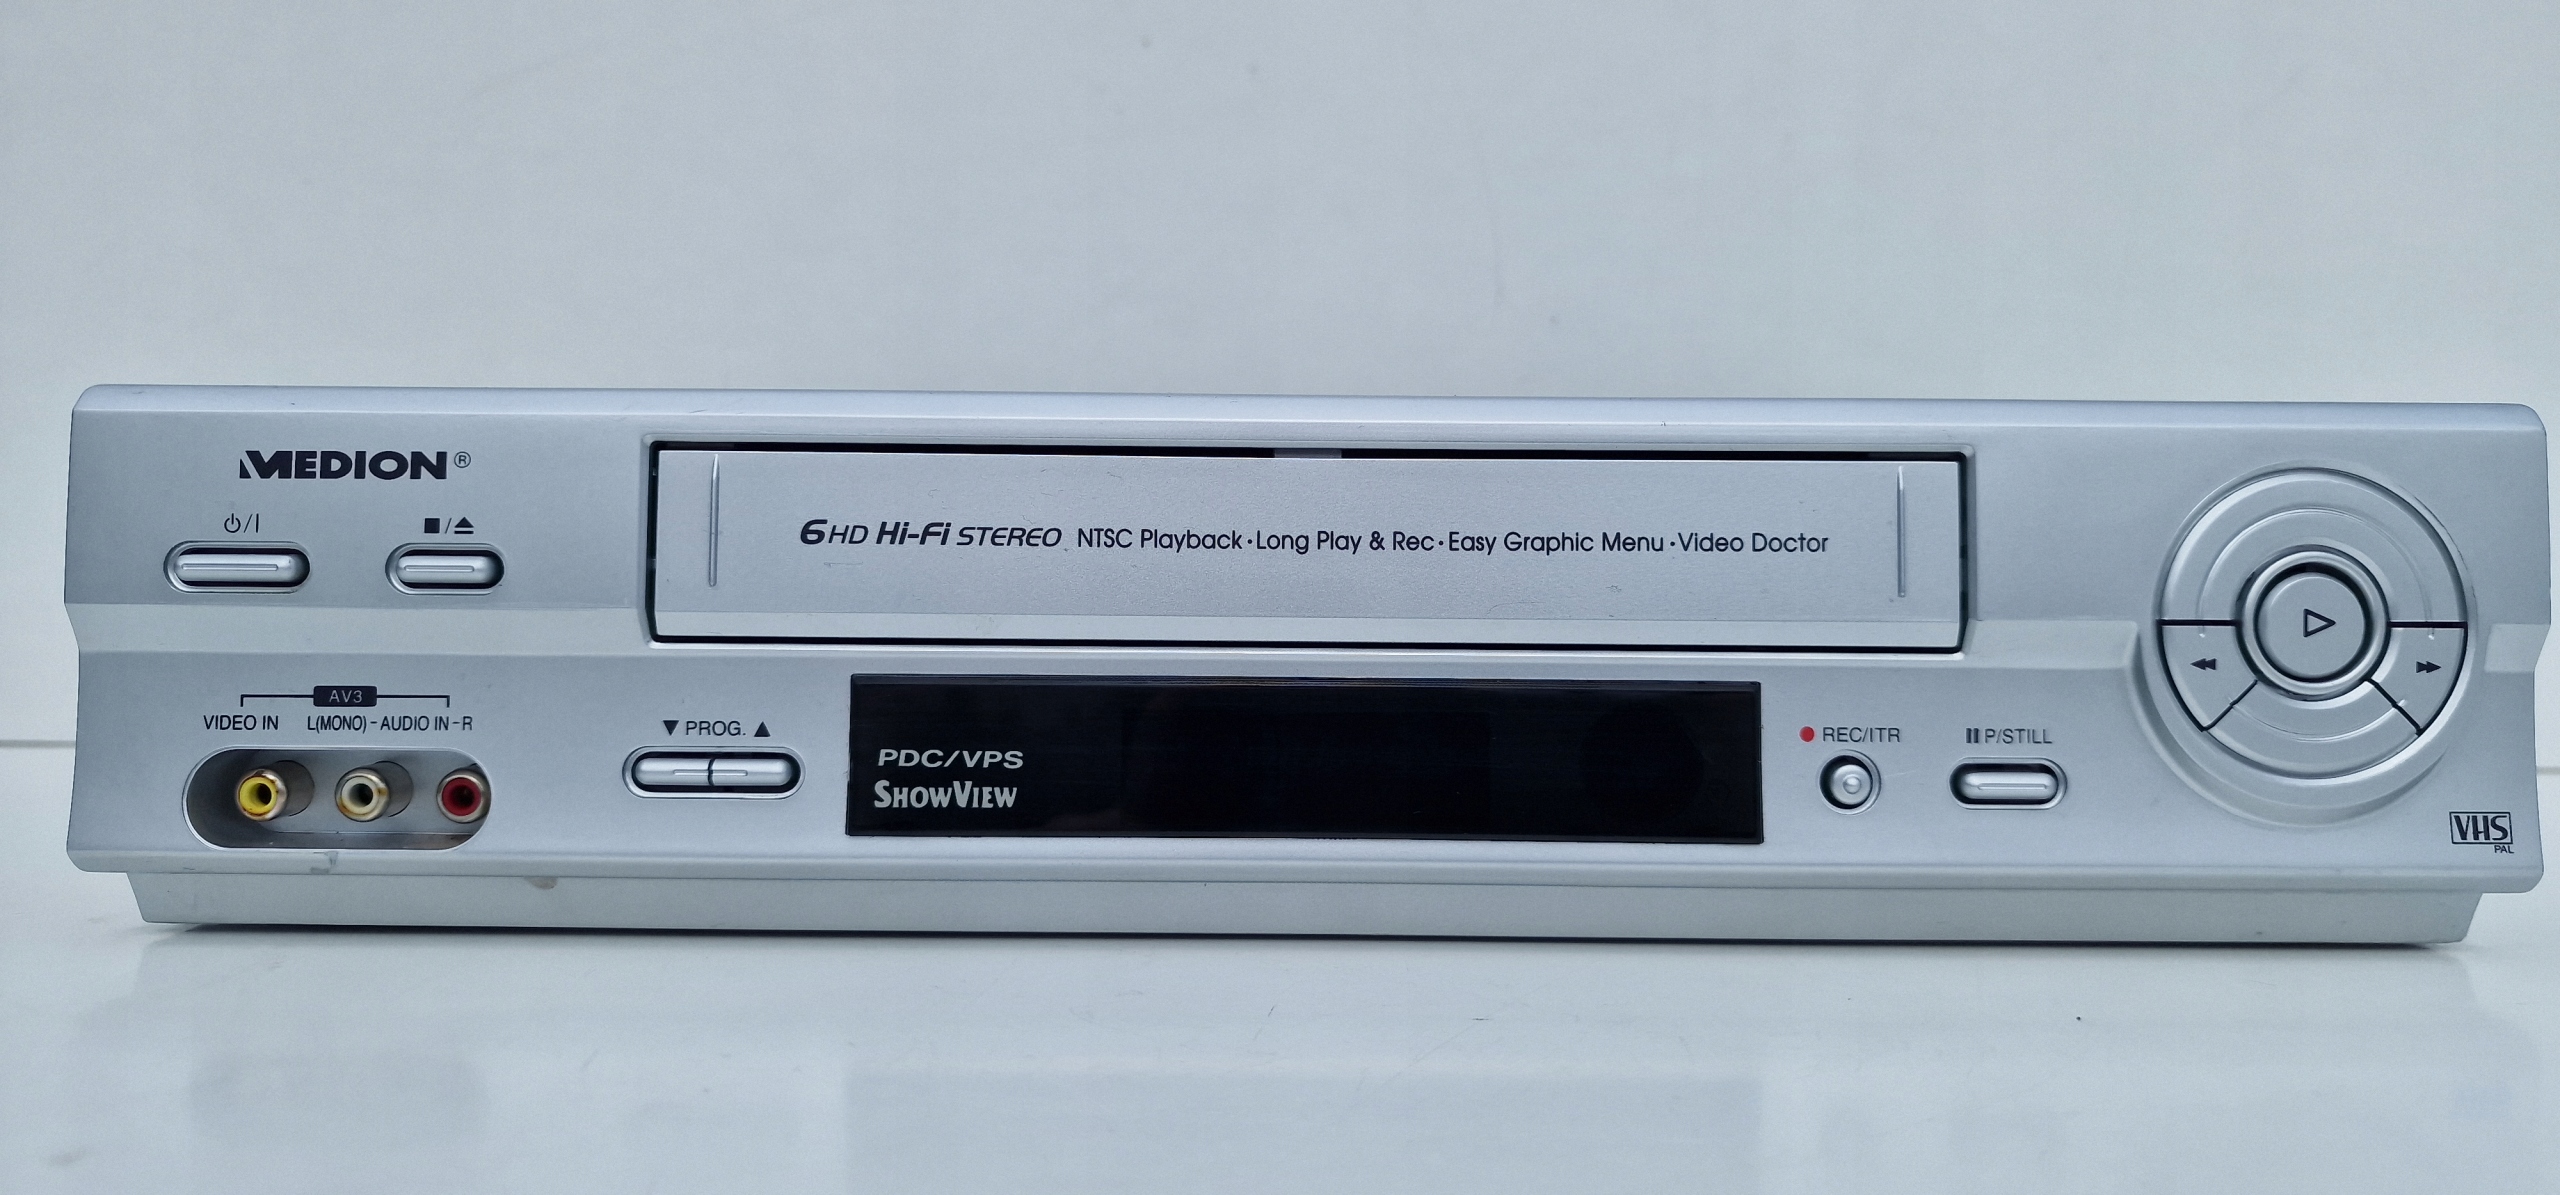 MEDION®
⏻/I
■/⏏
6HD Hi-Fi STEREO NTSC Playback·Long Play & Rec·Easy Graphic Menu·Video Doctor
AV3
VIDEO IN L(MONO)-AUDIO IN-R
▼ PROG. ▲
PDC/VPS
SHOWVIEW
● REC/ITR
⏸ P/STILL
VHS
PAL